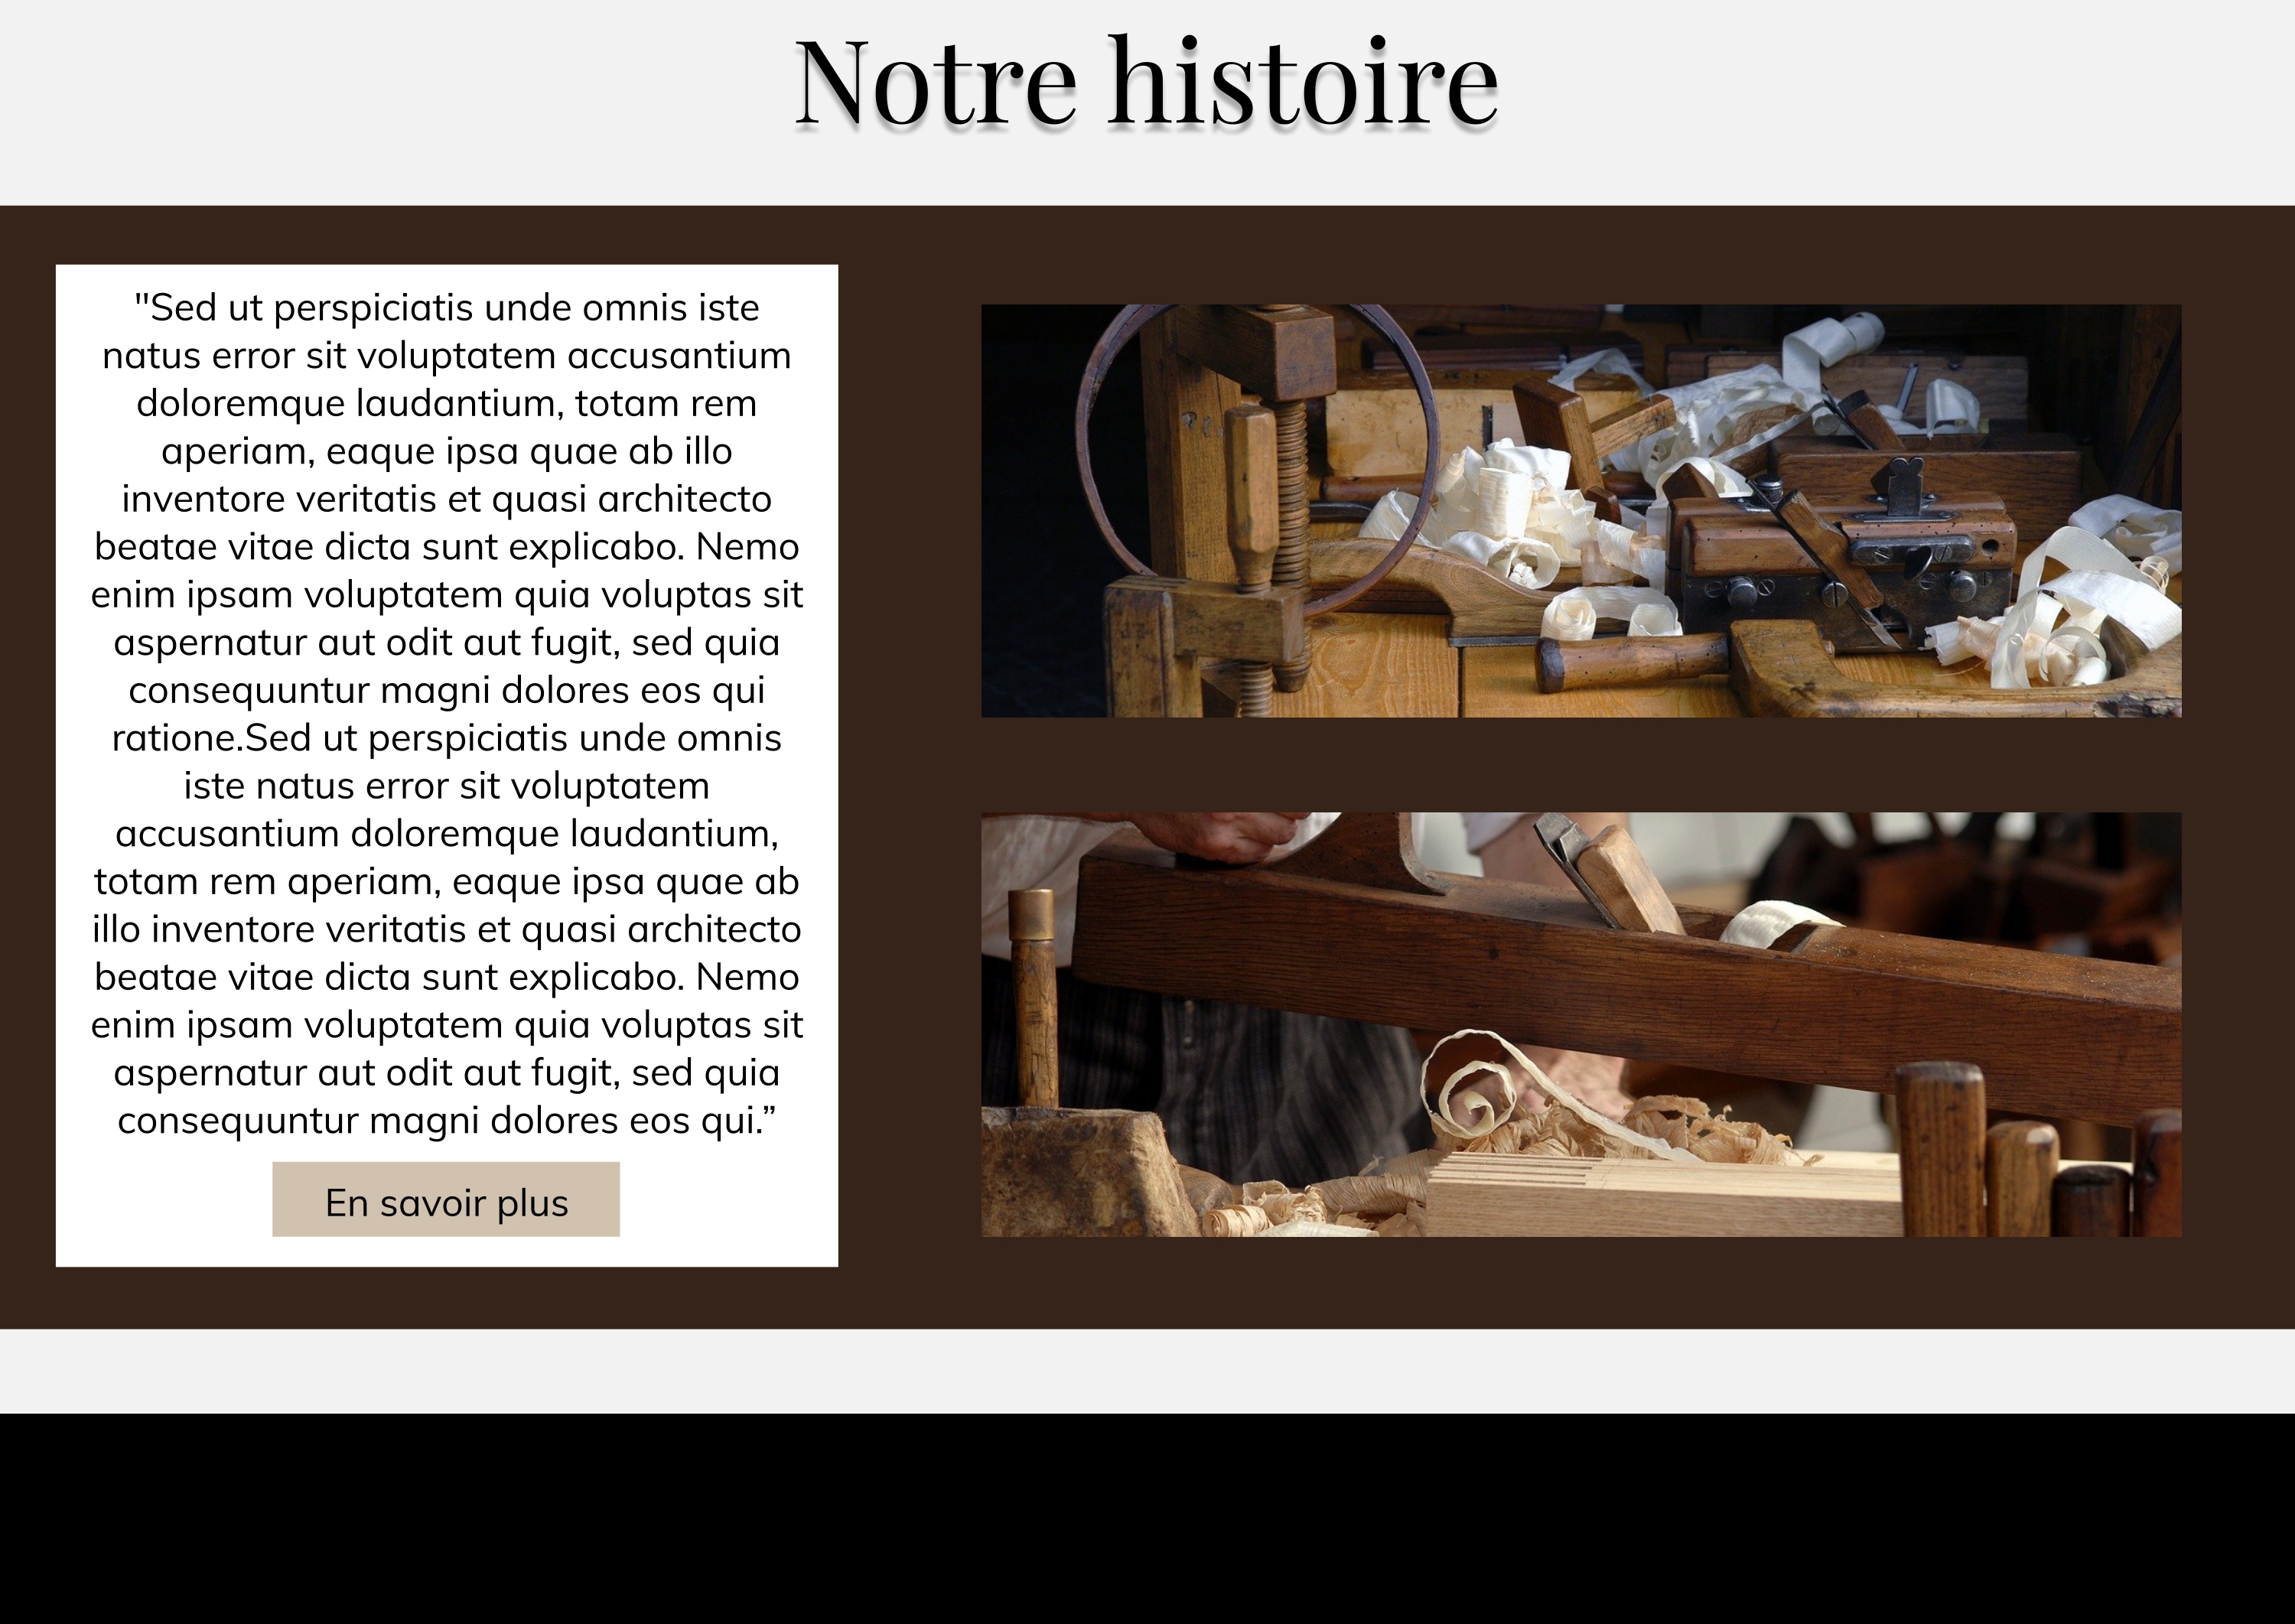 Notre histoire
"Sed ut perspiciatis unde omnis iste
natus error sit voluptatem accusantium
doloremque laudantium, totam rem
aperiam, eaque ipsa quae ab illo
inventore veritatis et quasi architecto
beatae vitae dicta sunt explicabo. Nemo
enim ipsam voluptatem quia voluptas sit
aspernatur aut odit aut fugit, sed quia
consequuntur magni dolores eos qui
ratione.Sed ut perspiciatis unde omnis
iste natus error sit voluptatem
accusantium doloremque laudantium,
totam rem aperiam, eaque ipsa quae ab
illo inventore veritatis et quasi architecto
beatae vitae dicta sunt explicabo. Nemo
enim ipsam voluptatem quia voluptas sit
aspernatur aut odit aut fugit, sed quia
consequuntur magni dolores eos qui.”
En savoir plus